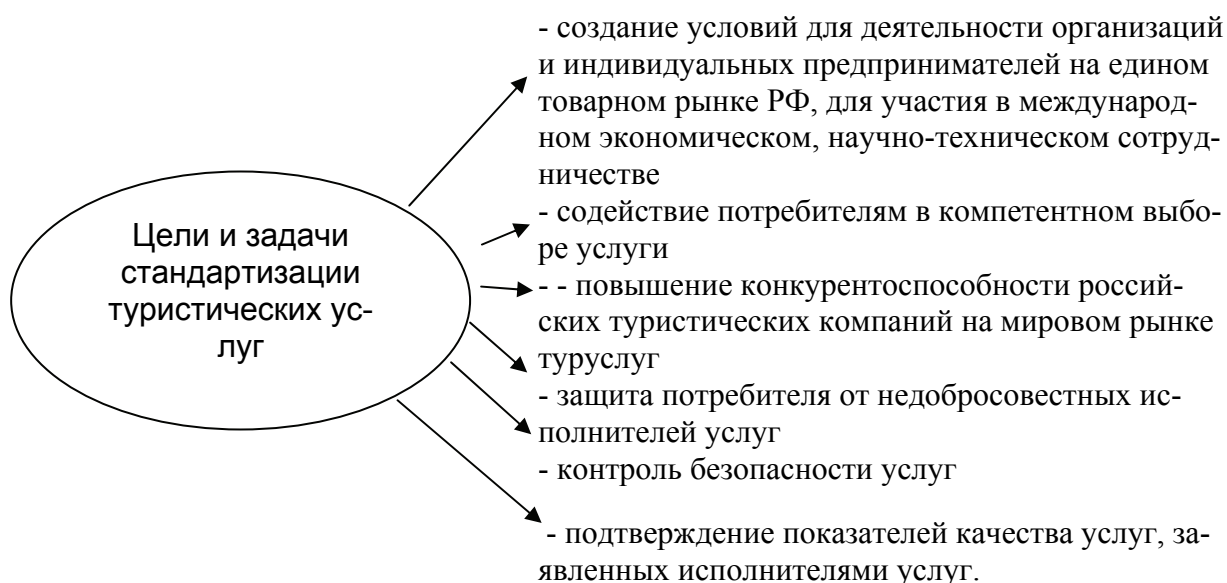 - создание условий для деятельности организаций
и индивидуальных предпринимателей на едином
товарном рынке РФ, для участия в международ-
ном экономическом, научно-техническом сотруд-
ничестве
- содействие потребителям в компетентном выбо-
ре услуги
- - повышение конкурентоспособности россий-
ских туристических компаний на мировом рынке
туруслуг
- защита потребителя от недобросовестных ис-
полнителей услуг
- контроль безопасности услуг
- подтверждение показателей качества услуг, за-
явленных исполнителями услуг.
Цели и задачи
стандартизации
туристических ус-
луг